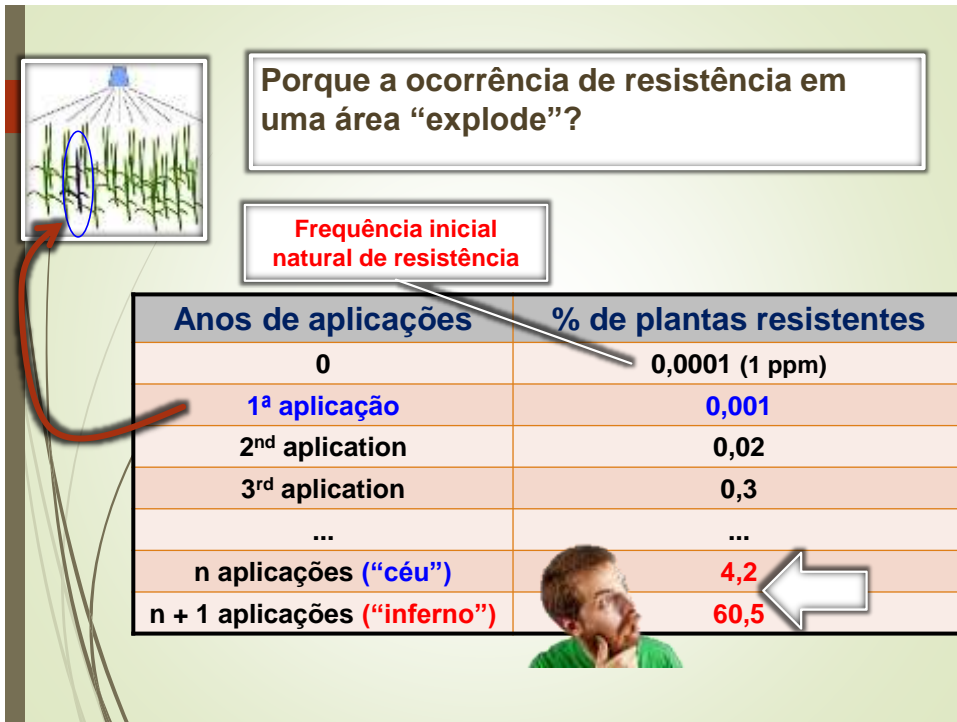 Porque a ocorrência de resistência em
uma área “explode”?
Frequência inicial
natural de resistência
Anos de aplicações % de plantas resistentes
0 0,0001 (1 ppm)
1ª aplicação 0,001
2nd aplication 0,02
3rd aplication 0,3
... ...
n aplicações (“céu”) 4,2
n + 1 aplicações (“inferno”) 60,5